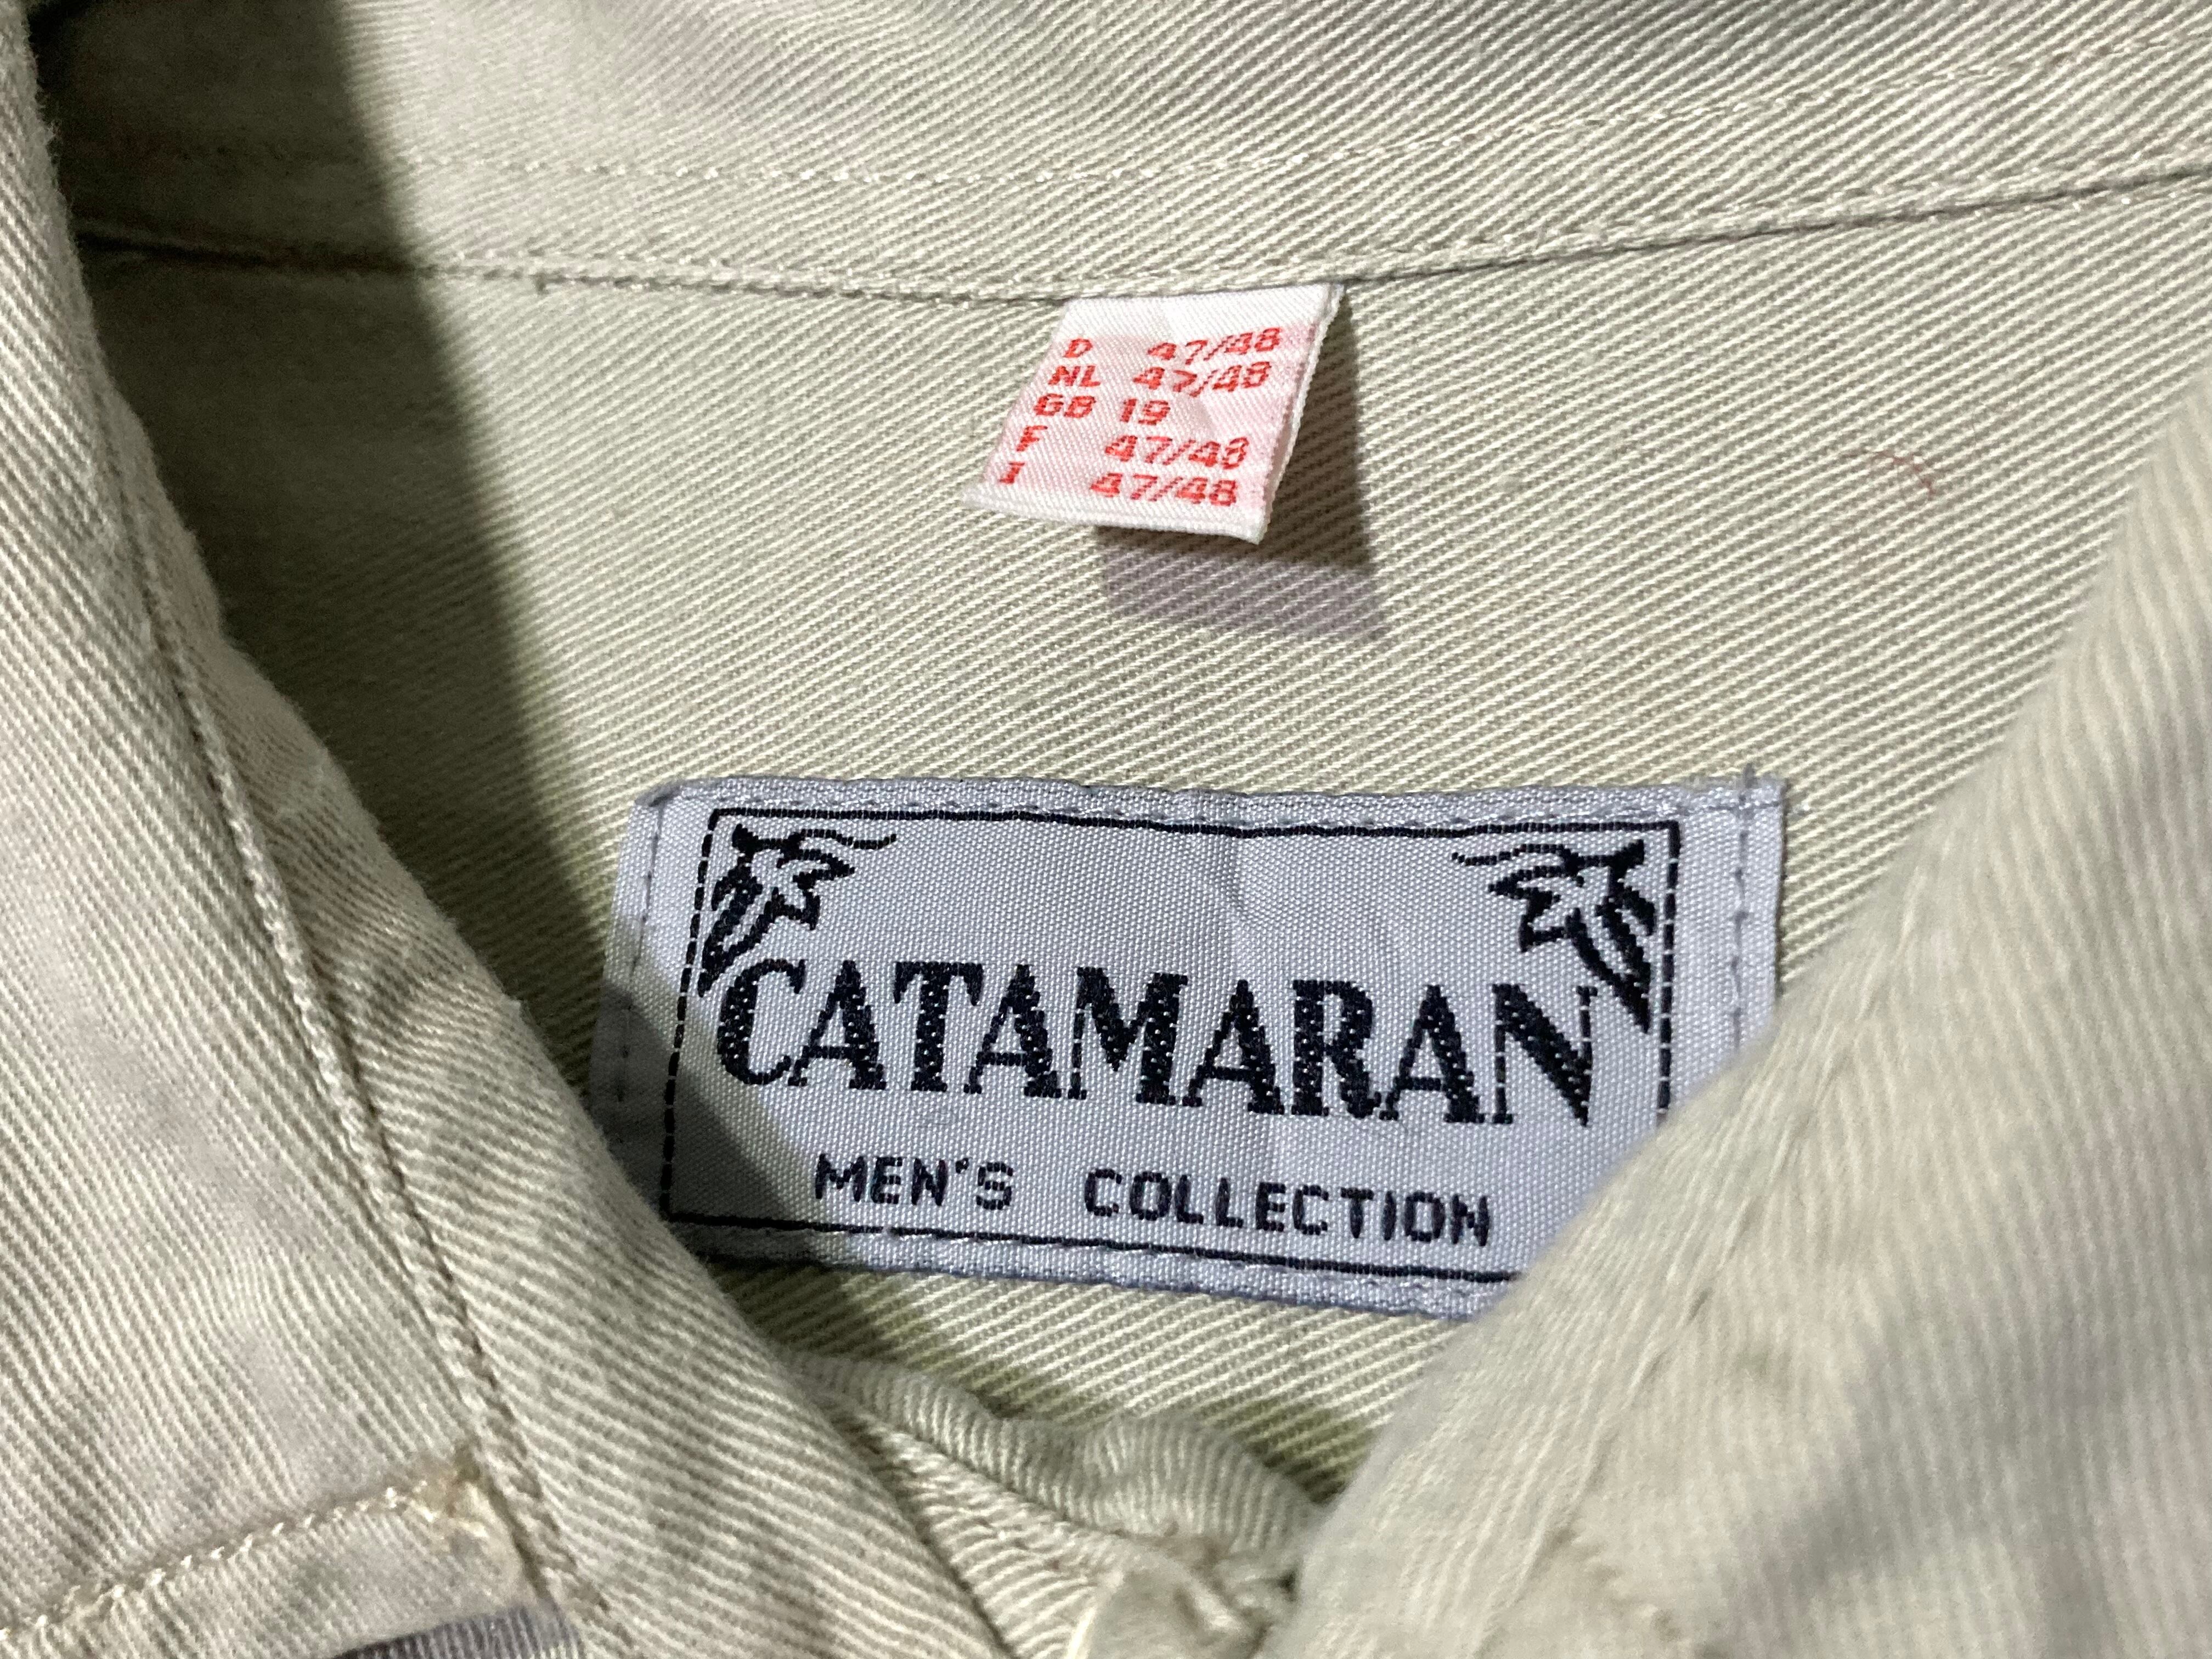 D 47/48
NL 47/48
GB 19
F 47/48
I 47/48
CATAMARAN
MEN'S COLLECTION